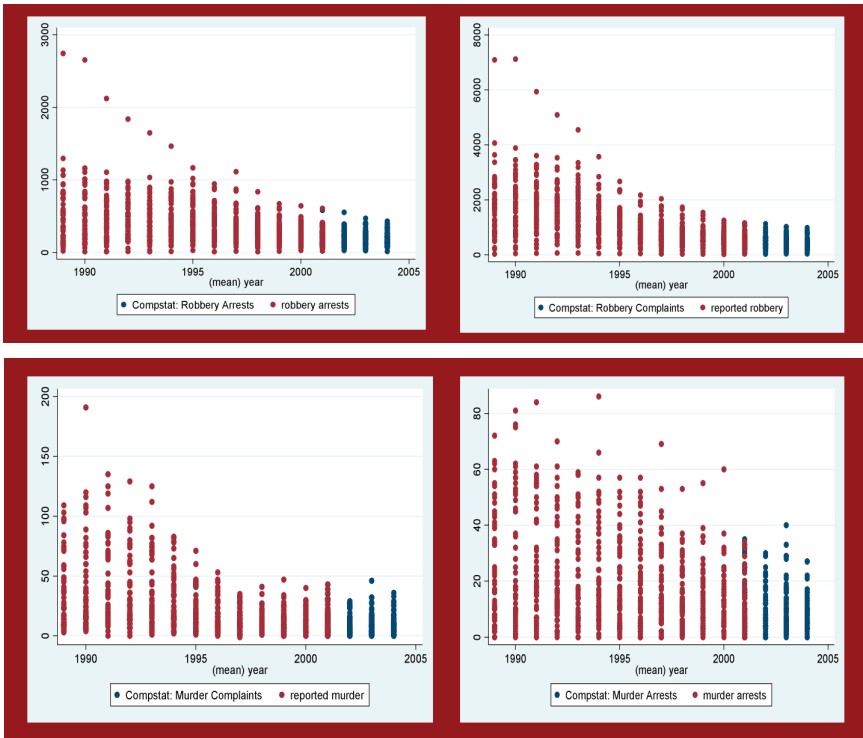 3000
2000
1000
0
1990 1995 2000 2005
(mean) year
Compstat: Robbery Arrests robbery arrests
8000
6000
4000
2000
0
1990 1995 2000 2005
(mean) year
Compstat: Robbery Complaints reported robbery
200
150
100
50
0
1990 1995 2000 2005
(mean) year
Compstat: Murder Complaints reported murder
80
60
40
20
0
1990 1995 2000 2005
(mean) year
Compstat: Murder Arrests murder arrests